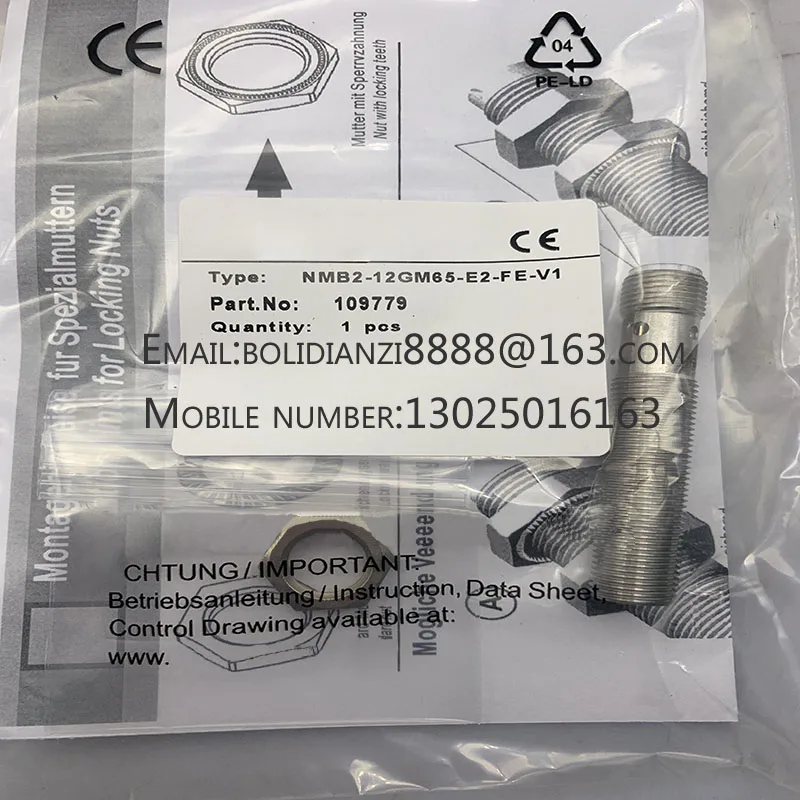 CE
Mutter mit Sperrverzahnung
Nut with locking teeth
04
PE-LD
für Spezialmuttern
for Locking Nuts
CE
Type: NMB2-12GM65-E2-FE-V1
Part.No: 109779
Quantity: 1 pcs
EMAIL:BOLIDIANZI8888@163.COM
MOBILE NUMBER:13025016163
CHTUNG / IMPORTANT:
Betriebsanleitung / Instruction, Data Sheet,
Control Drawing available at:
www.
A